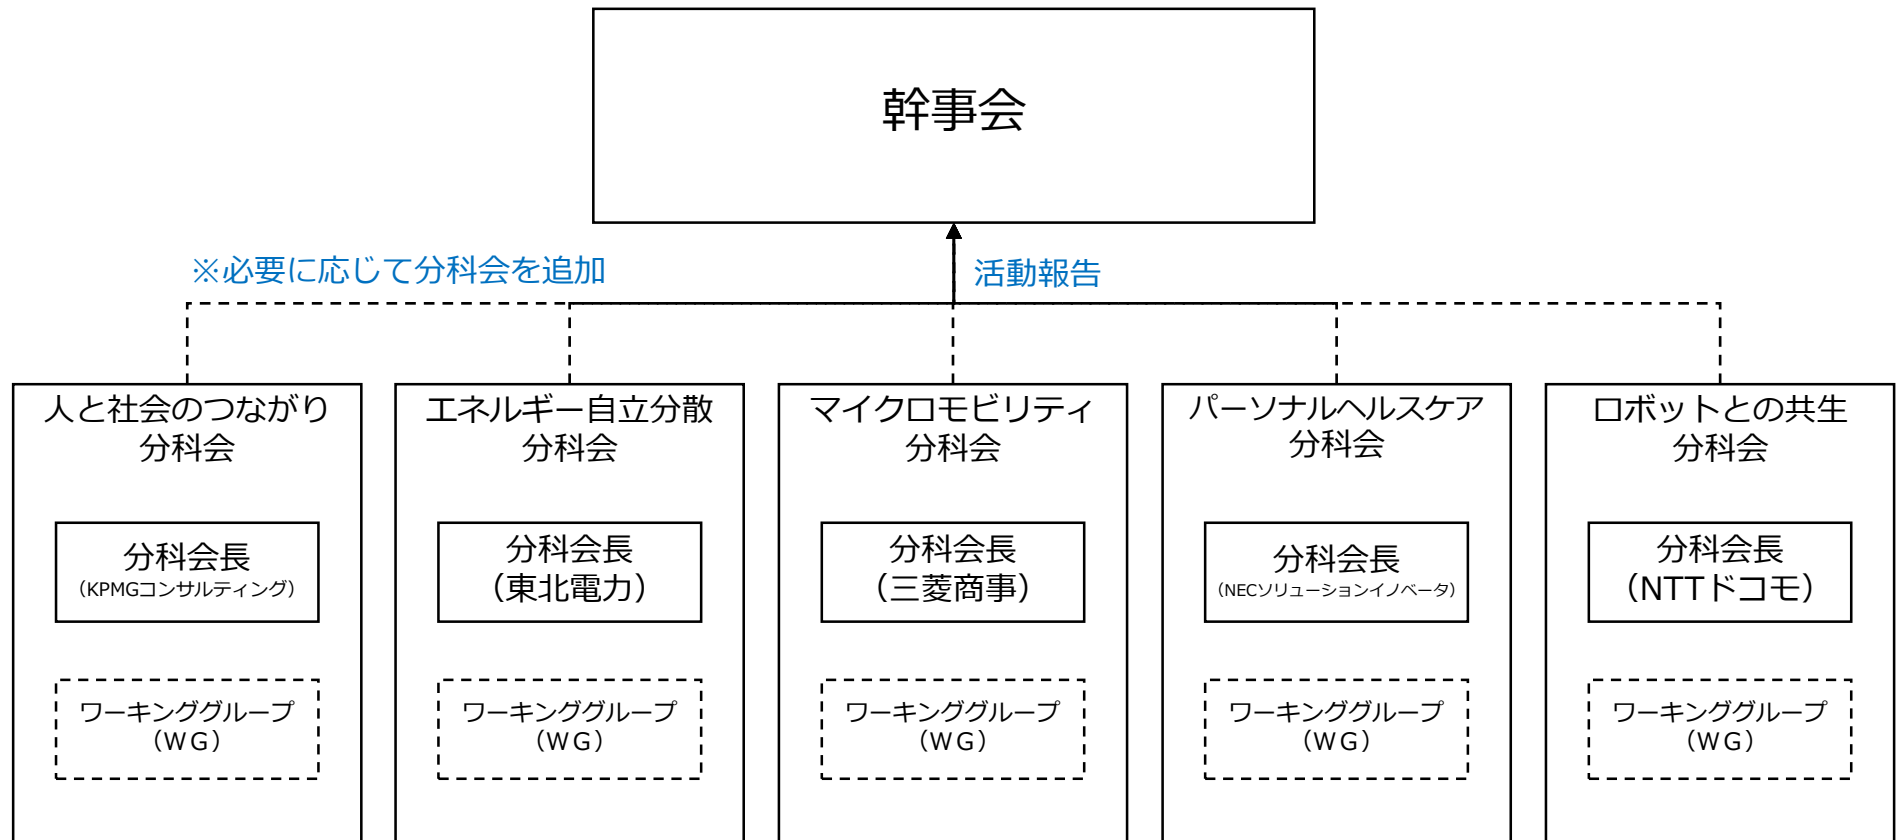 幹事会
※必要に応じて分科会を追加
活動報告
人と社会のつながり
分科会
分科会長
（KPMGコンサルティング）
ワーキンググループ
（ＷＧ）
エネルギー自立分散
分科会
分科会長
（東北電力）
ワーキンググループ
（ＷＧ）
マイクロモビリティ
分科会
分科会長
（三菱商事）
ワーキンググループ
（ＷＧ）
パーソナルヘルスケア
分科会
分科会長
（NECソリューションイノベータ）
ワーキンググループ
（ＷＧ）
ロボットとの共生
分科会
分科会長
（NTTドコモ）
ワーキンググループ
（ＷＧ）